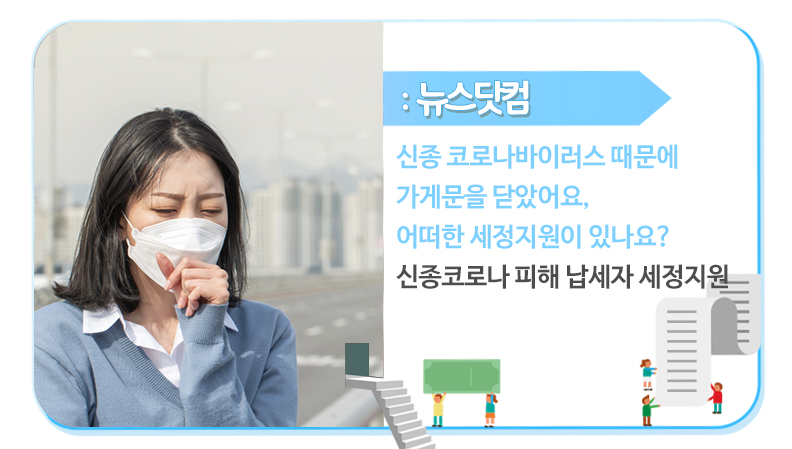 : 뉴스닷컴
신종 코로나바이러스 때문에
가게문을 닫았어요,
어떠한 세정지원이 있나요?
신종코로나 피해 납세자 세정지원